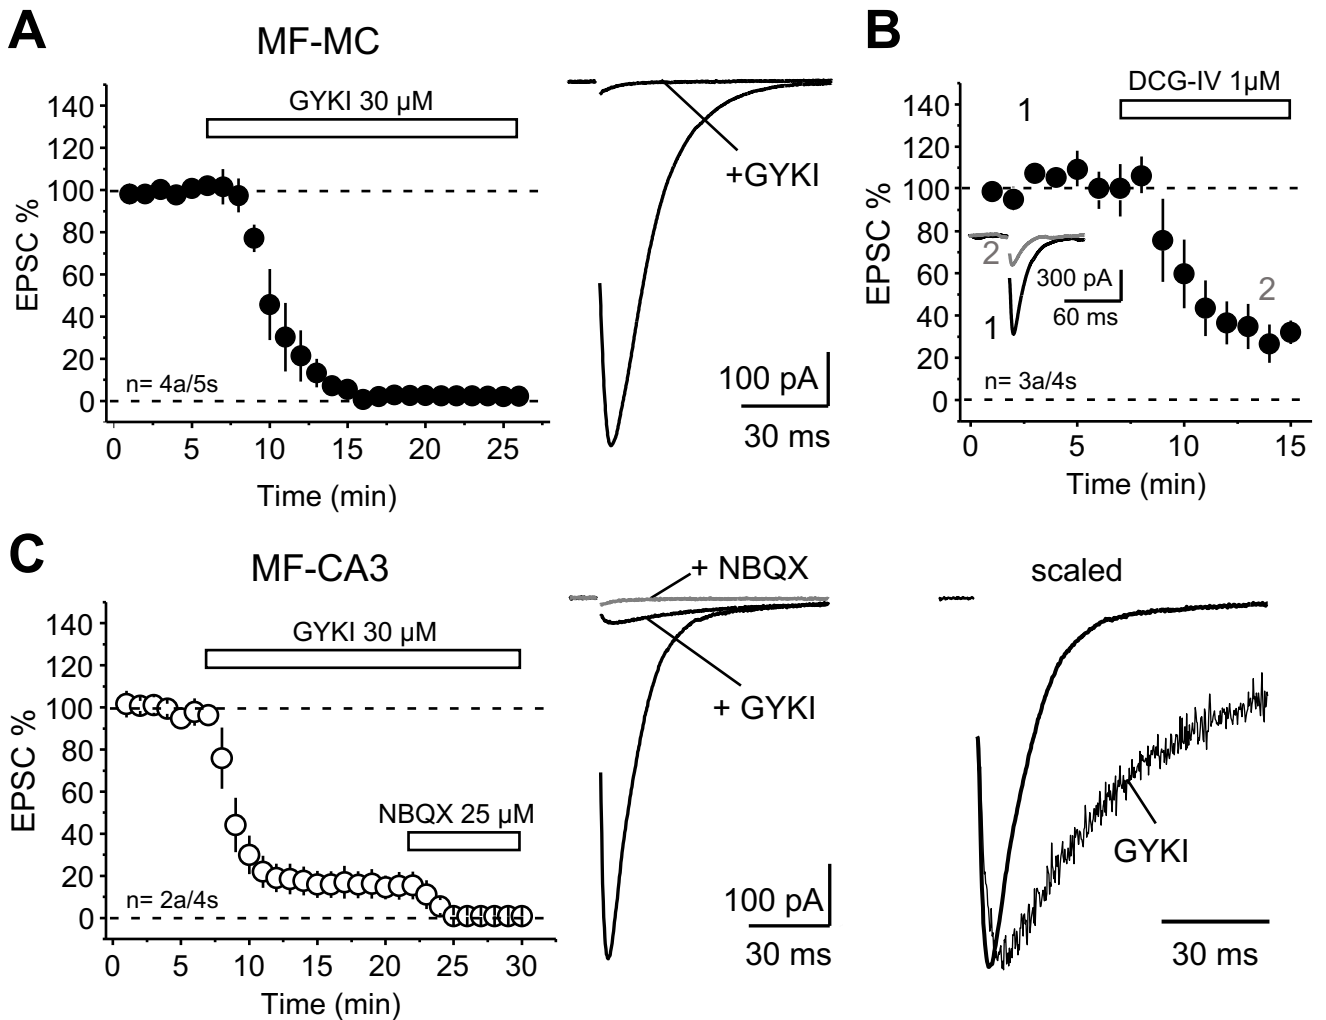 A
MF-MC
GYKI 30 µM
140
120
100
80
60
40
20
0
EPSC %
n= 4a/5s
0 5 10 15 20 25
Time (min)
+GYKI
100 pA
30 ms
B
DCG-IV 1µM
1
140
120
100
80
60
40
20
0
EPSC %
2
300 pA
60 ms
1
2
n= 3a/4s
0 5 10 15
Time (min)
C
MF-CA3
GYKI 30 µM
140
120
100
80
60
40
20
0
EPSC %
NBQX 25 µM
n= 2a/4s
0 5 10 15 20 25 30
Time (min)
+ NBQX
+ GYKI
100 pA
30 ms
scaled
GYKI
30 ms